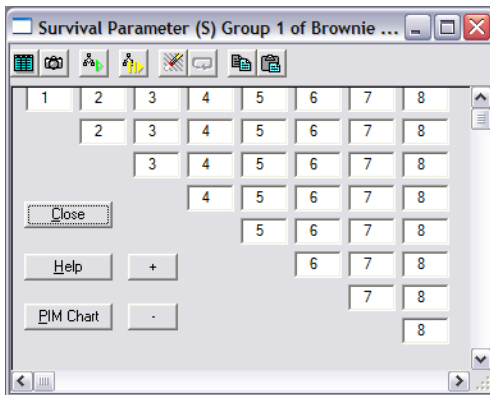 Survival Parameter (S) Group 1 of Brownie ...
1 2 3 4 5 6 7 8
2 3 4 5 6 7 8
3 4 5 6 7 8
4 5 6 7 8
Close
5 6 7 8
Help + 6 7 8
7 8
PIM Chart -
8